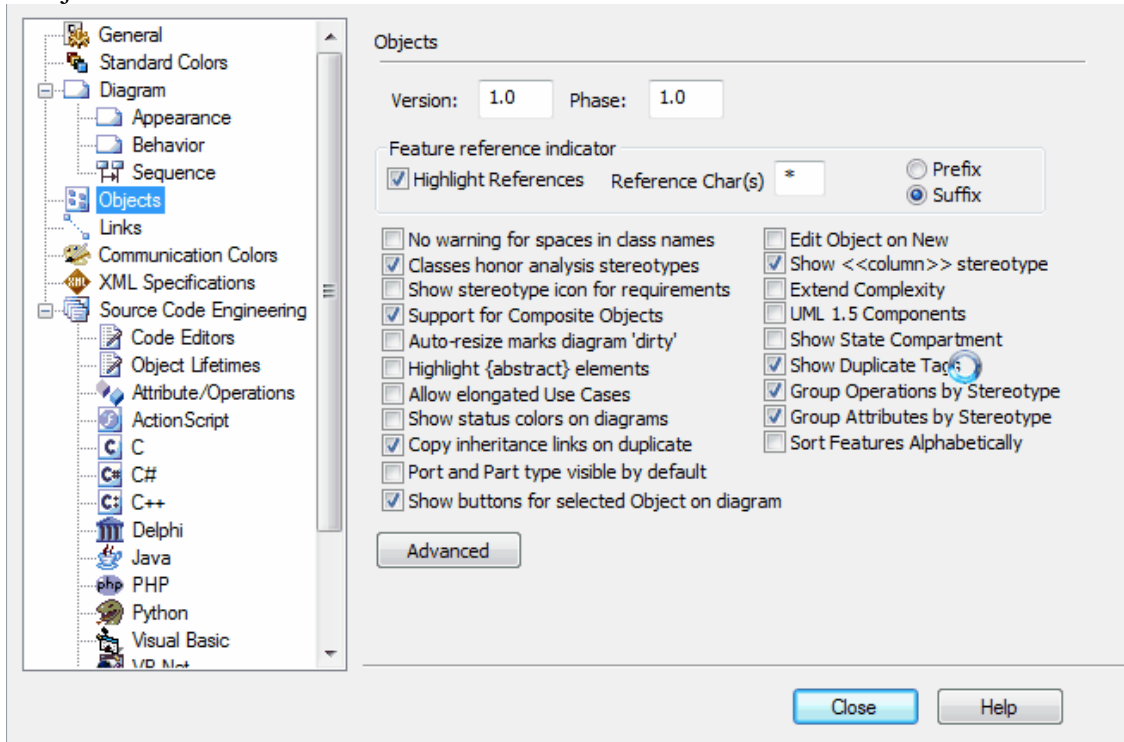 General
Standard Colors
Diagram
Appearance
Behavior
Sequence
Objects
Links
Communication Colors
XML Specifications
Source Code Engineering
Code Editors
Object Lifetimes
Attribute/Operations
ActionScript
C
C#
C++
Delphi
Java
PHP
Python
Visual Basic
VB.Net
Objects
Version: 1.0 Phase: 1.0
Feature reference indicator
Highlight References Reference Char(s) * Prefix
Suffix
No warning for spaces in class names
Classes honor analysis stereotypes
Show stereotype icon for requirements
Support for Composite Objects
Auto-resize marks diagram 'dirty'
Highlight {abstract} elements
Allow elongated Use Cases
Show status colors on diagrams
Copy inheritance links on duplicate
Port and Part type visible by default
Show buttons for selected Object on diagram
Edit Object on New
Show <<column>> stereotype
Extend Complexity
UML 1.5 Components
Show State Compartment
Show Duplicate Tags
Group Operations by Stereotype
Group Attributes by Stereotype
Sort Features Alphabetically
Advanced
Close Help